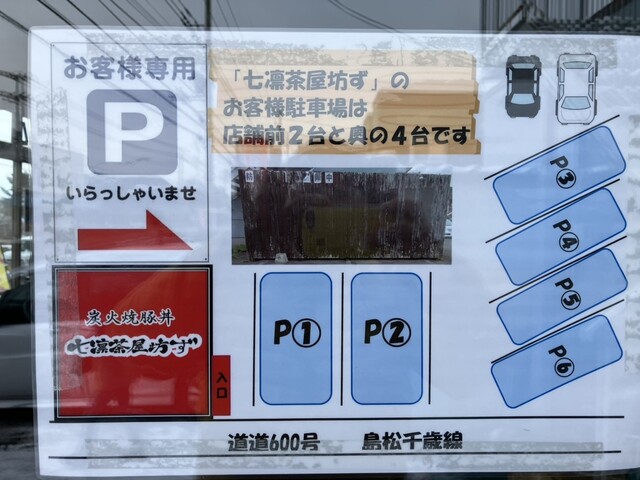 お客様専用
P
いらっしゃいませ
「七凛茶屋坊ず」の
お客様駐車場は
店舗前2台と奥の4台です
P③
P④
P⑤
P⑥
P①
P②
炭火焼豚丼
七凛茶屋坊ず
入口
道道600号 島松千歳線